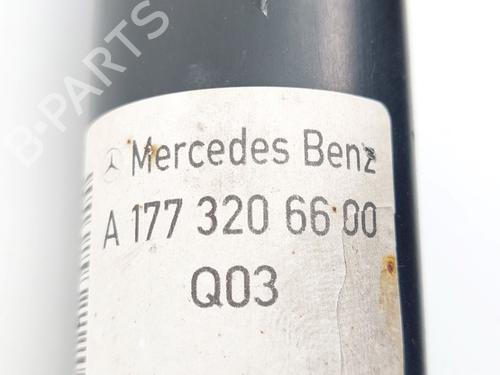 B-PARTS
Mercedes Benz
A 177 320 66 00
Q03